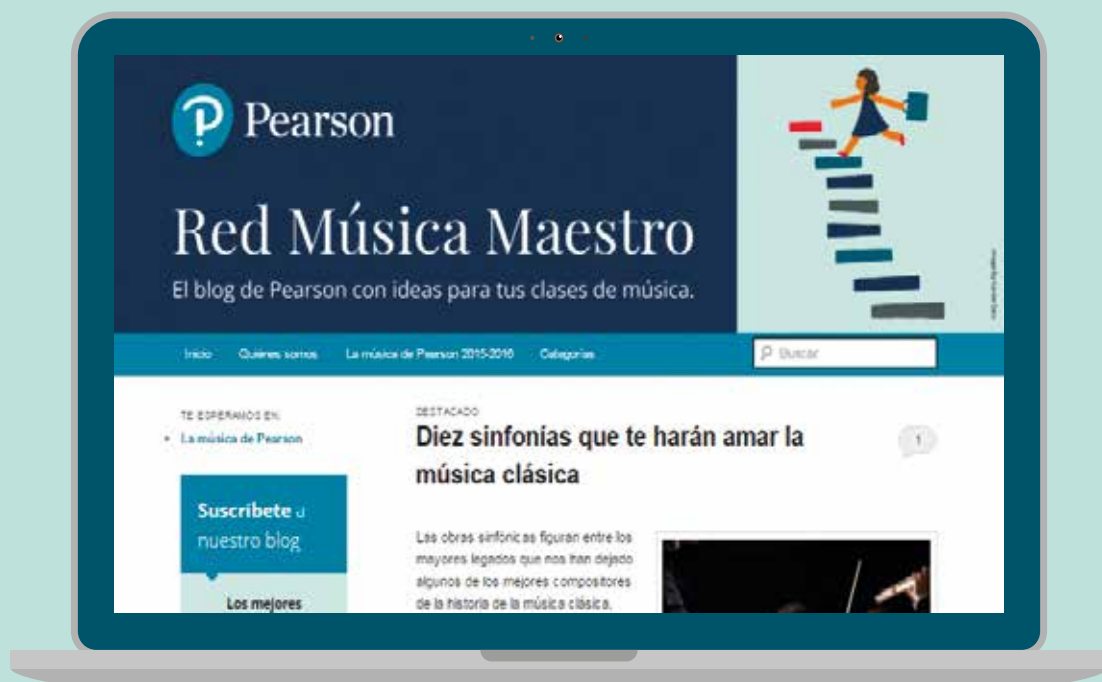 Pearson
Red Música Maestro
El blog de Pearson con ideas para tus clases de música.
Inicio Quiénes somos La música de Pearson 2015-2016 Categorías
Buscar
TE ESPERAMOS EN:
La música de Pearson
Suscríbete a
nuestro blog
Los mejores
DESTACADO
Diez sinfonías que te harán amar la
música clásica
1
Las obras sinfónicas figuran entre los
mayores legados que nos han dejado
algunos de los mejores compositores
de la historia de la música clásica.